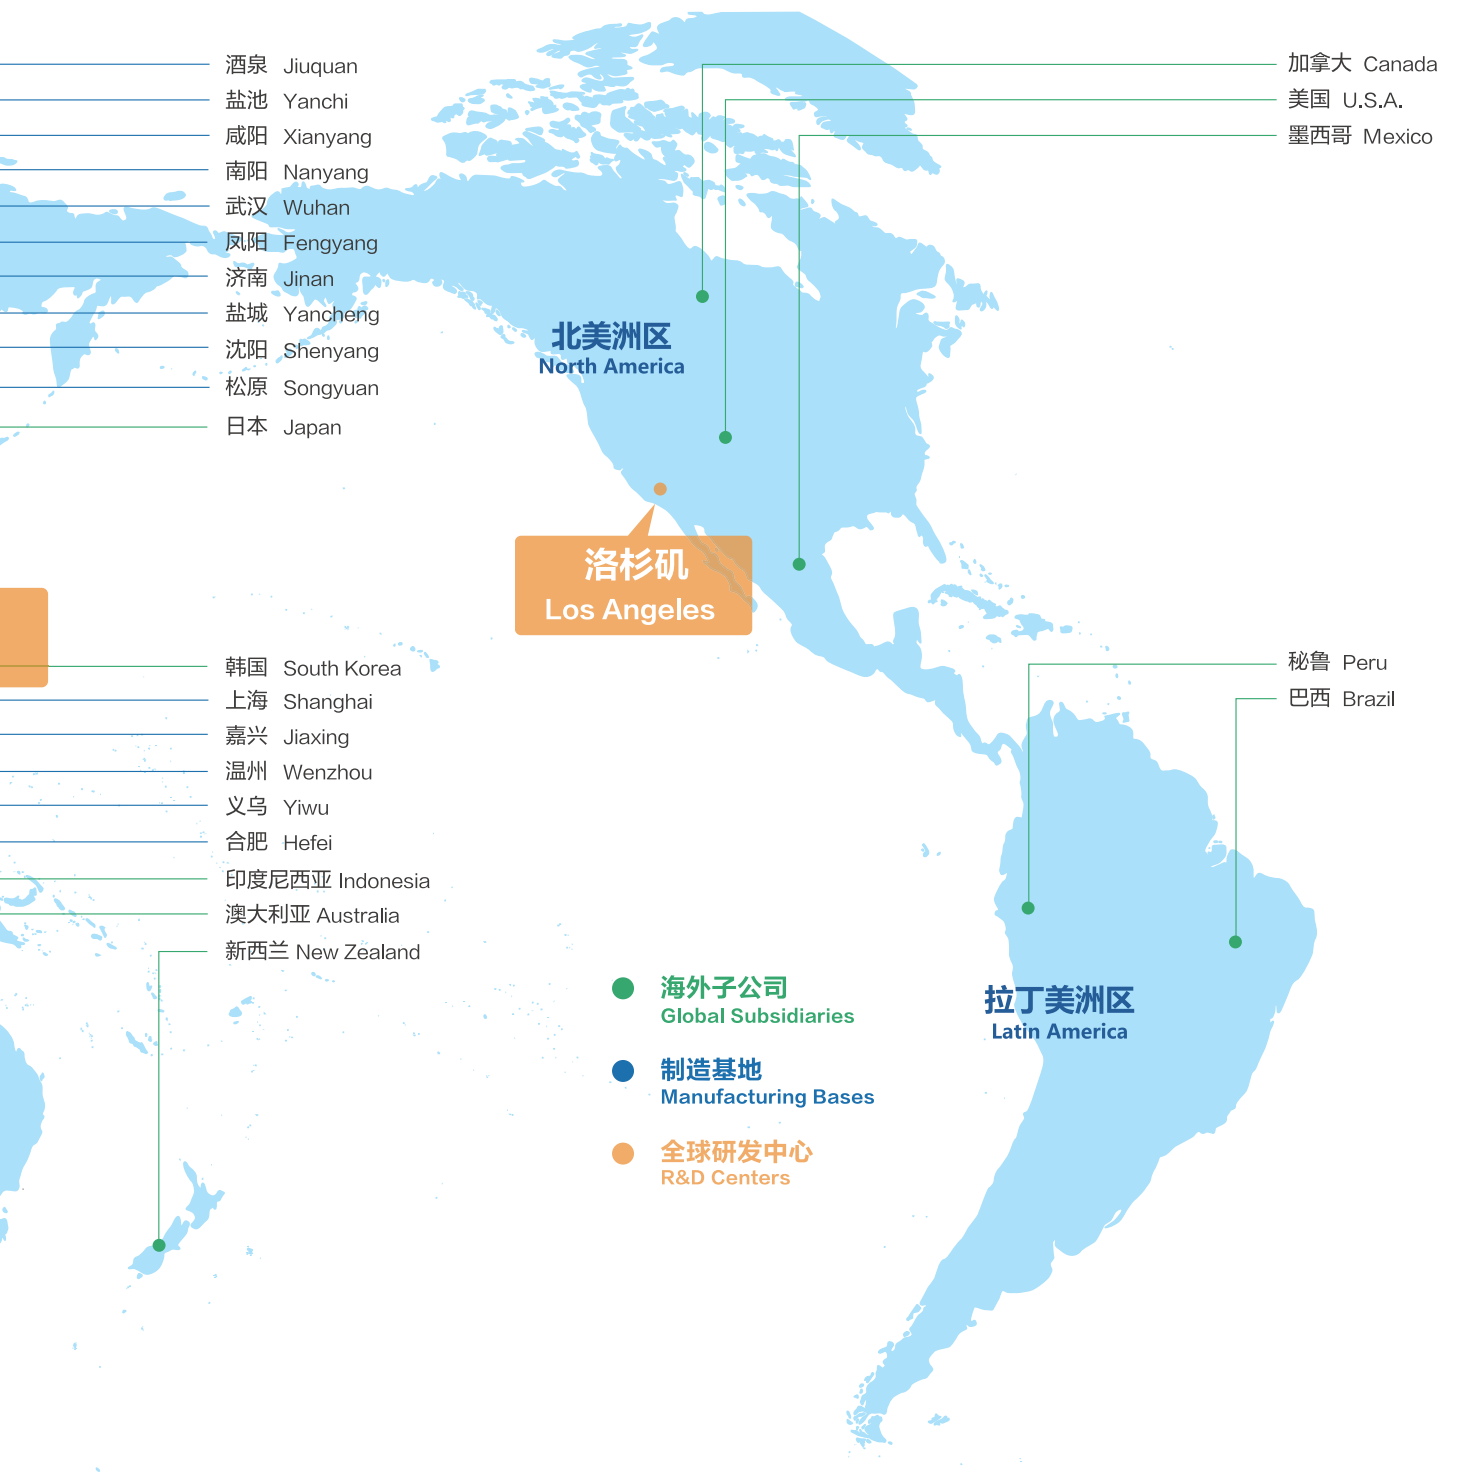 酒泉 Jiuquan
盐池 Yanchi
咸阳 Xianyang
南阳 Nanyang
武汉 Wuhan
凤阳 Fengyang
济南 Jinan
盐城 Yancheng
沈阳 Shenyang
松原 Songyuan
日本 Japan
加拿大 Canada
美国 U.S.A.
墨西哥 Mexico
北美洲区
North America
洛杉矶
Los Angeles
韩国 South Korea
上海 Shanghai
嘉兴 Jiaxing
温州 Wenzhou
义乌 Yiwu
合肥 Hefei
印度尼西亚 Indonesia
澳大利亚 Australia
新西兰 New Zealand
秘鲁 Peru
巴西 Brazil
拉丁美洲区
Latin America
海外子公司
Global Subsidiaries
制造基地
Manufacturing Bases
全球研发中心
R&D Centers